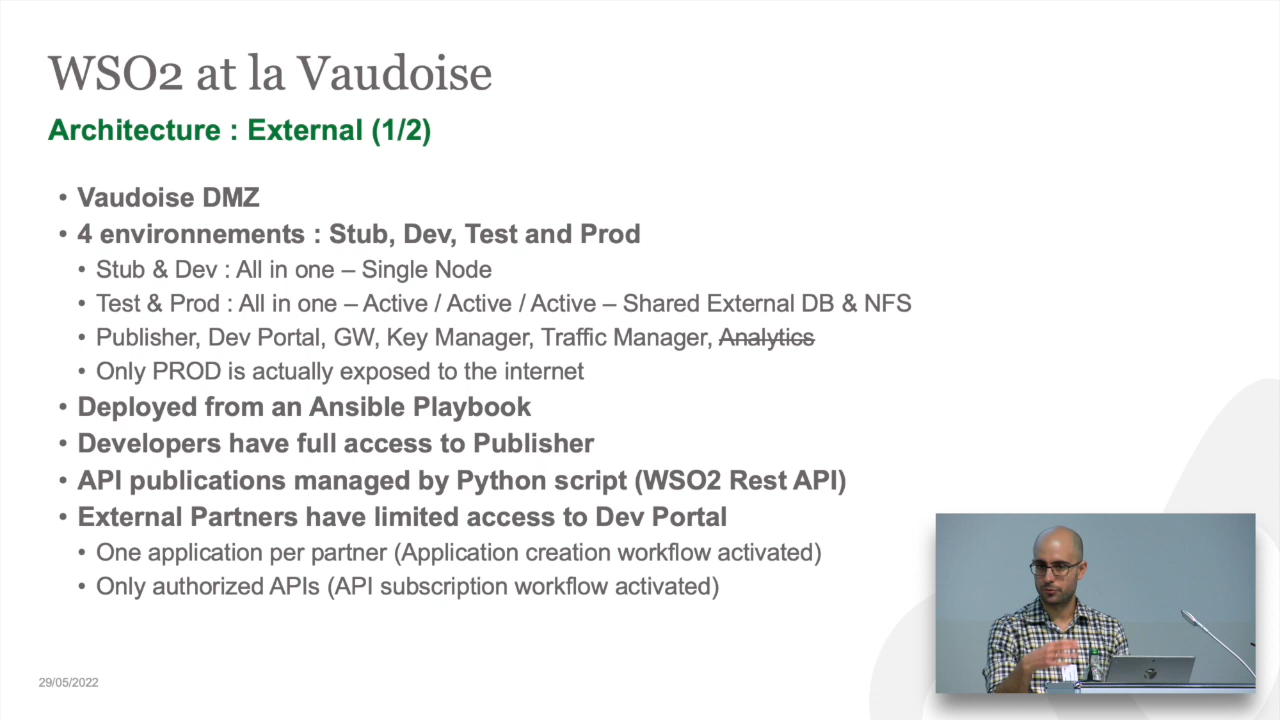 WSO2 at la Vaudoise
Architecture : External (1/2)
• Vaudoise DMZ
• 4 environnements : Stub, Dev, Test and Prod
• Stub & Dev : All in one – Single Node
• Test & Prod : All in one – Active / Active / Active – Shared External DB & NFS
• Publisher, Dev Portal, GW, Key Manager, Traffic Manager, Analytics
• Only PROD is actually exposed to the internet
• Deployed from an Ansible Playbook
• Developers have full access to Publisher
• API publications managed by Python script (WSO2 Rest API)
• External Partners have limited access to Dev Portal
• One application per partner (Application creation workflow activated)
• Only authorized APIs (API subscription workflow activated)
29/05/2022